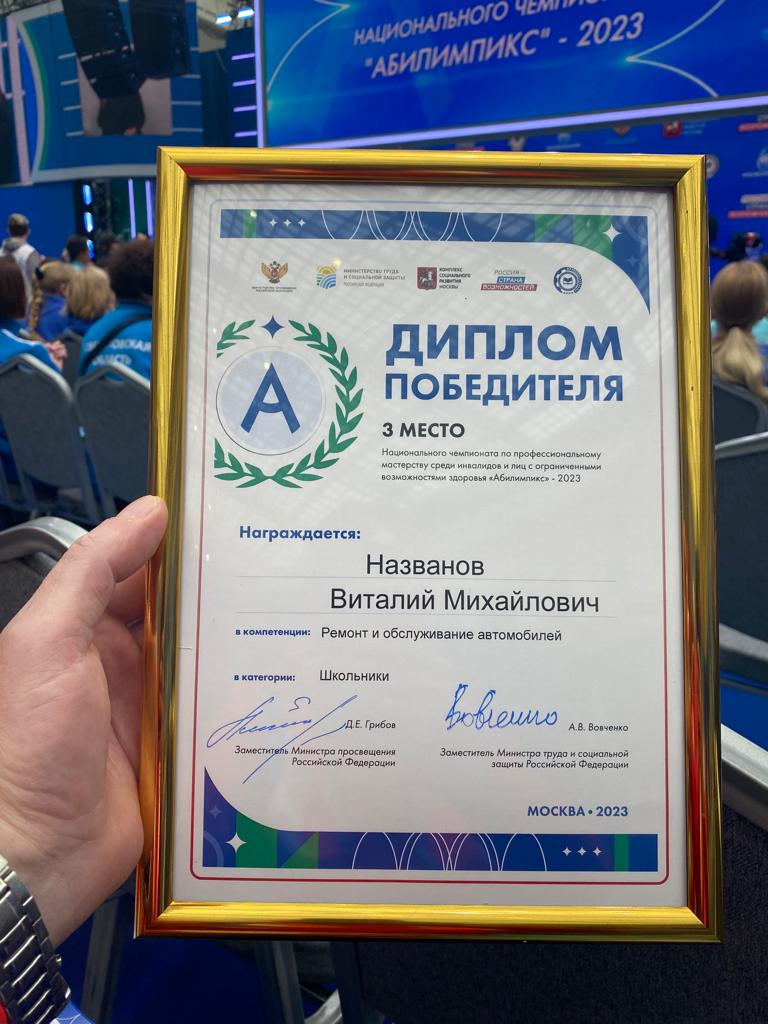 НАЦИОНАЛЬНОГО
"АБИЛИМПИКС" - 2023
МИНИСТЕРСТВО ТРУДА
И СОЦИАЛЬНОЙ ЗАЩИТЫ
РОССИЙСКОЙ ФЕДЕРАЦИИ
КОМПЛЕКС
СОЦИАЛЬНОГО
РАЗВИТИЯ
МОСКВЫ
РОССИЯ –
СТРАНА
ВОЗМОЖНОСТЕЙ
А
ДИПЛОМ
ПОБЕДИТЕЛЯ
3 МЕСТО
Национального чемпионата по профессиональному
мастерству среди инвалидов и лиц с ограниченными
возможностями здоровья «Абилимпикс» - 2023
Награждается:
Названов
Виталий Михайлович
в компетенции: Ремонт и обслуживание автомобилей
в категории: Школьники
Д.Е. Грибов
Вовченко
А.В. Вовченко
Заместитель Министра просвещения
Российской Федерации
Заместитель Министра труда и социальной
защиты Российской Федерации
МОСКВА • 2023